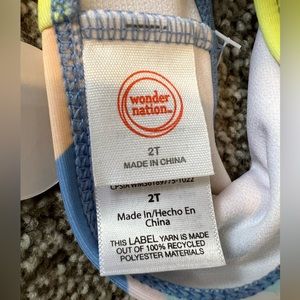 wonder
nation™
2T
MADE IN CHINA
2T
Made In/Hecho En
China
THIS LABEL YARN IS MADE
OUT OF 100% RECYCLED
POLYESTER MATERIALS